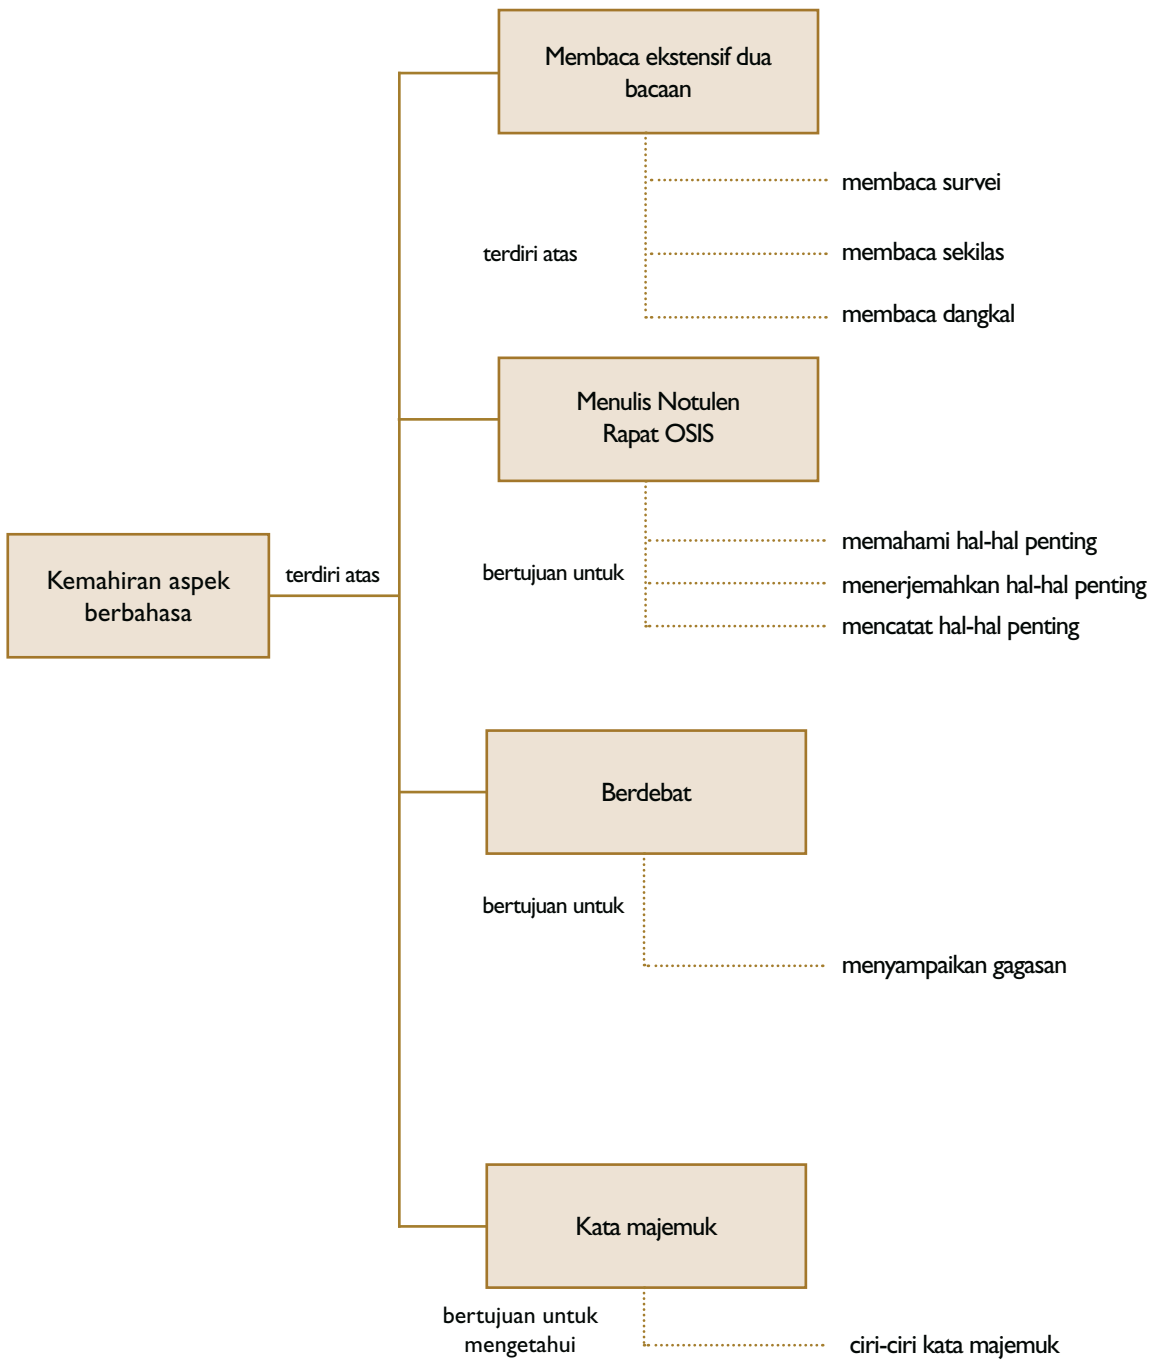 Membaca ekstensif dua
bacaan
membaca survei
terdiri atas
membaca sekilas
membaca dangkal
Menulis Notulen
Rapat OSIS
memahami hal-hal penting
bertujuan untuk
menerjemahkan hal-hal penting
mencatat hal-hal penting
Kemahiran aspek
berbahasa
terdiri atas
Berdebat
bertujuan untuk
menyampaikan gagasan
Kata majemuk
bertujuan untuk
mengetahui
ciri-ciri kata majemuk